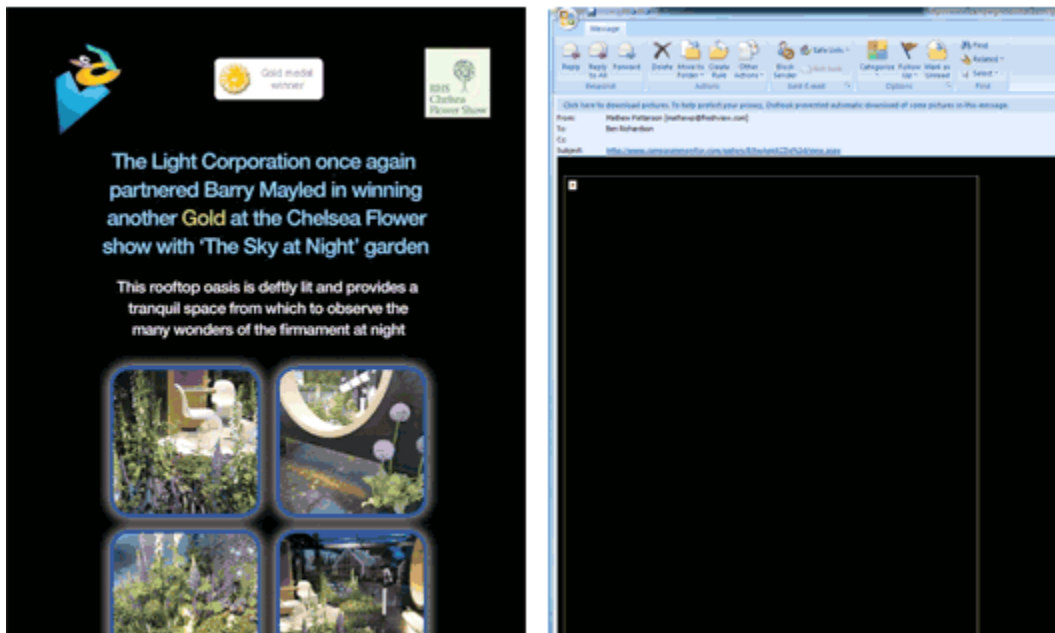 Gold medal
winner
RHS
Chelsea
Flower Show
The Light Corporation once again
partnered Barry Mayled in winning
another Gold at the Chelsea Flower
show with ‘The Sky at Night’ garden
This rooftop oasis is deftly lit and provides a
tranquil space from which to observe the
many wonders of the firmament at night
Message
Reply
Reply to All
Forward
Delete
Move to Folder
Create Rule
Other Actions
Block Sender
Safe Lists
Categorize
Follow Up
Mark as Unread
Find
Related
Select
Respond
Actions
Junk E-mail
Options
Find
Click here to download pictures. To help protect your privacy, Outlook prevented automatic download of some pictures in this message.
From: Mathew Patterson [mathewp@freshview.com]
To: Ben Richardson
Cc:
Subject: